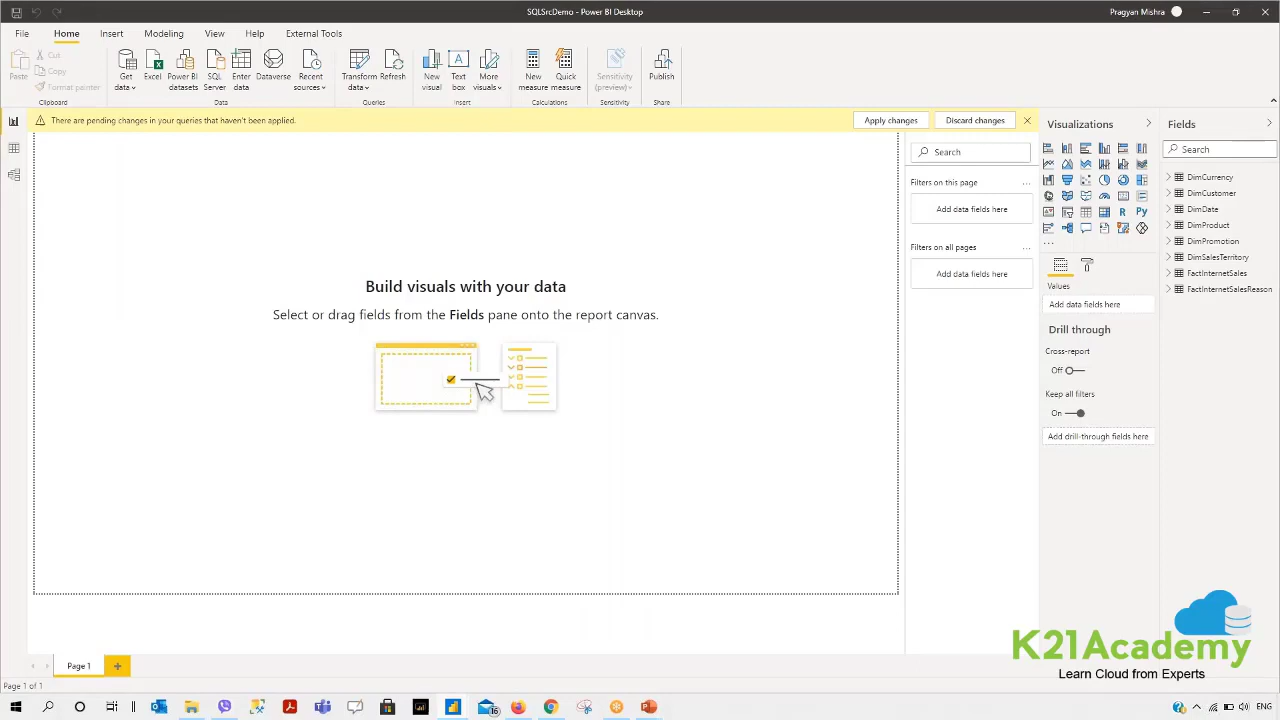 SQLSrcDemo - Power BI Desktop
Pragyan Mishra
File
Home
Insert
Modeling
View
Help
External Tools
Paste
Cut
Copy
Format painter
Clipboard
Get data
Excel
Power BI datasets
SQL Server
Enter data
Dataverse
Recent sources
Data
Transform data
Refresh
Queries
New visual
Text box
More visuals
Insert
New measure
Quick measure
Calculations
Sensitivity (preview)
Sensitivity
Publish
Share
There are pending changes in your queries that haven't been applied.
Apply changes
Discard changes
Build visuals with your data
Select or drag fields from the Fields pane onto the report canvas.
Search
Filters on this page
Add data fields here
Filters on all pages
Add data fields here
Visualizations
R
Py
Values
Add data fields here
Drill through
Cross-report
Off
Keep all filters
On
Add drill-through fields here
Fields
Search
DimCurrency
DimCustomer
DimDate
DimProduct
DimPromotion
DimSalesTerritory
FactInternetSales
FactInternetSalesReason
K21Academy
Learn Cloud from Experts
Page 1
Page 1 of 1
ENG